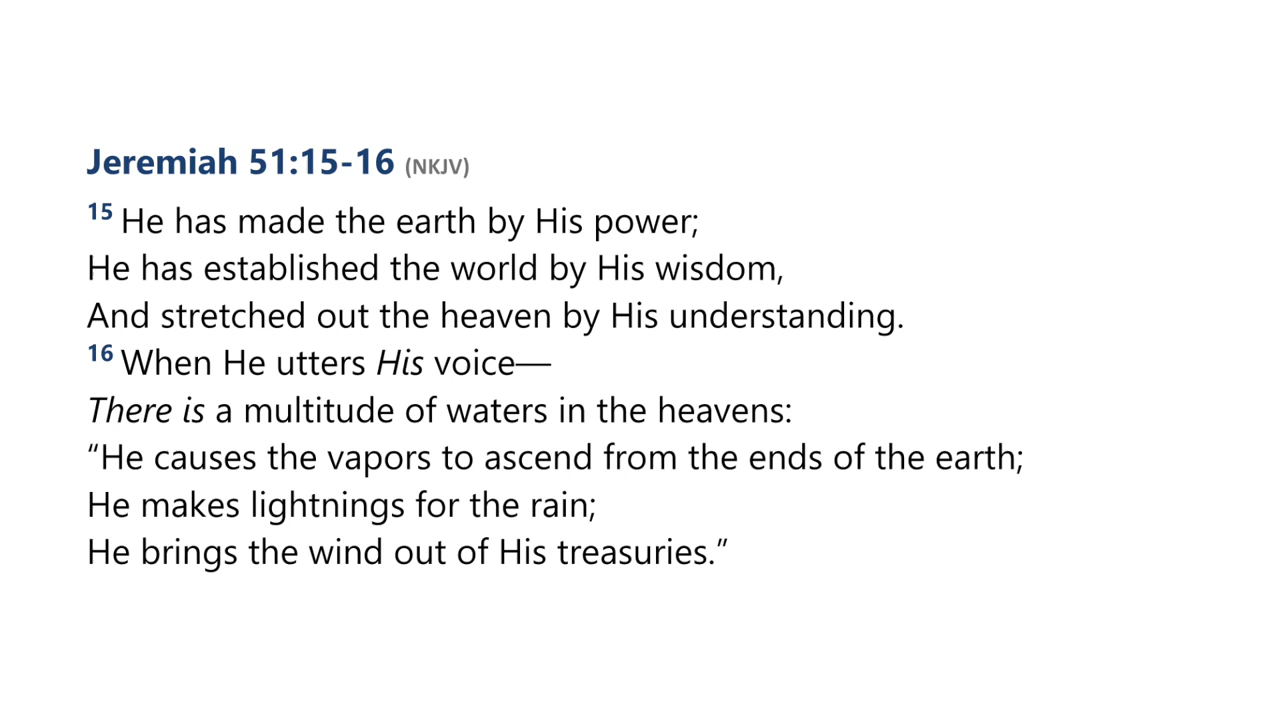 Jeremiah 51:15-16 (NKJV)
15 He has made the earth by His power;
He has established the world by His wisdom,
And stretched out the heaven by His understanding.
16 When He utters His voice—
There is a multitude of waters in the heavens:
“He causes the vapors to ascend from the ends of the earth;
He makes lightnings for the rain;
He brings the wind out of His treasuries.”